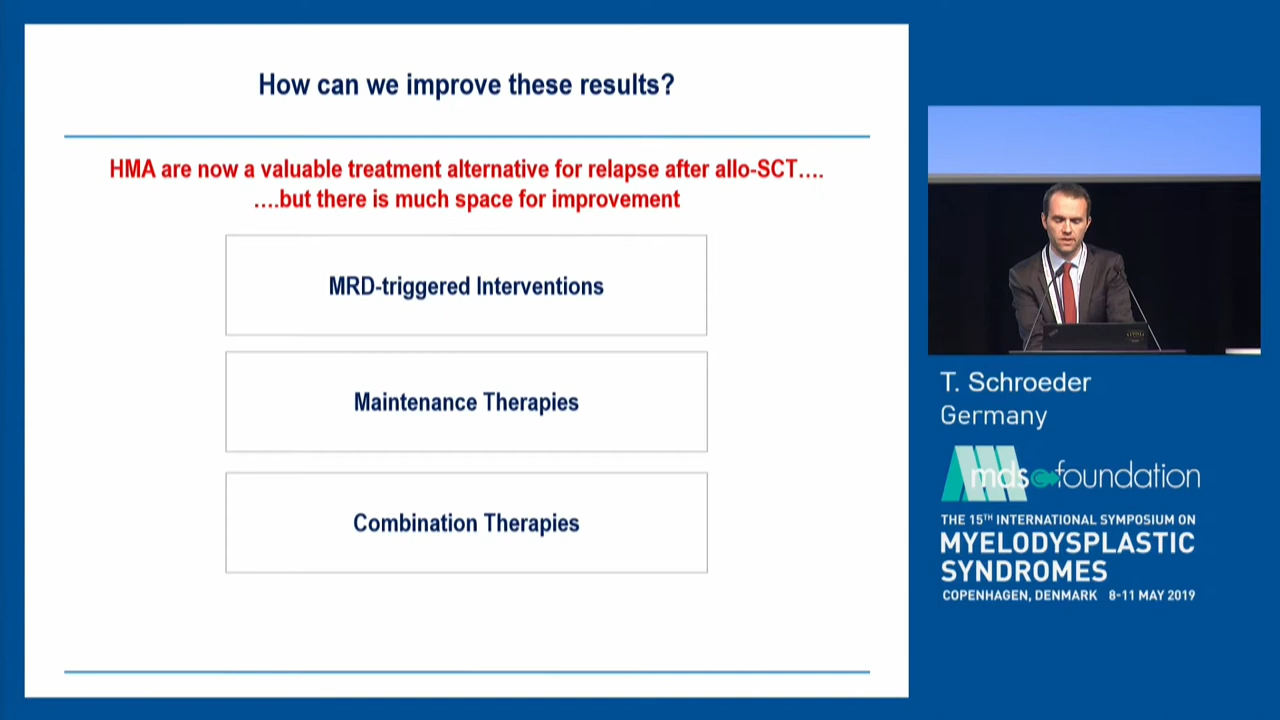 How can we improve these results?
HMA are now a valuable treatment alternative for relapse after allo-SCT....
....but there is much space for improvement
MRD-triggered Interventions
Maintenance Therapies
Combination Therapies
T. Schroeder
Germany
mds foundation
THE 15TH INTERNATIONAL SYMPOSIUM ON
MYELODYSPLASTIC
SYNDROMES
COPENHAGEN, DENMARK 8-11 MAY 2019